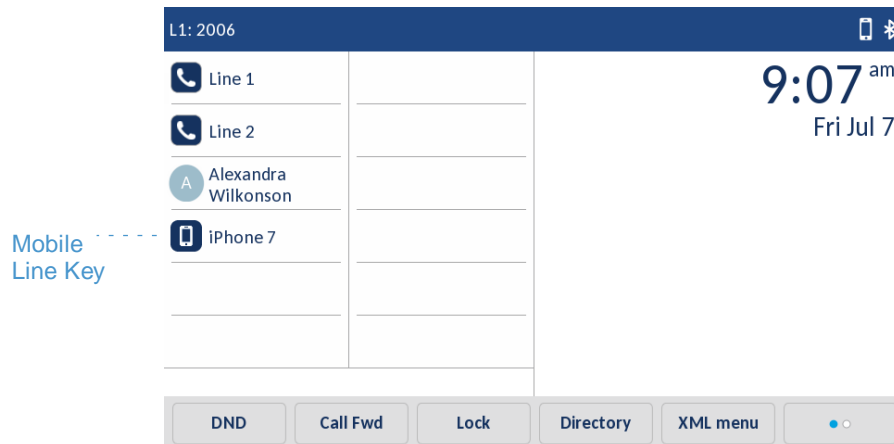 L1: 2006
Line 1
Line 2
A
Alexandra
Wilkonson
iPhone 7
9:07 am
Fri Jul 7
Mobile
Line Key
DND
Call Fwd
Lock
Directory
XML menu